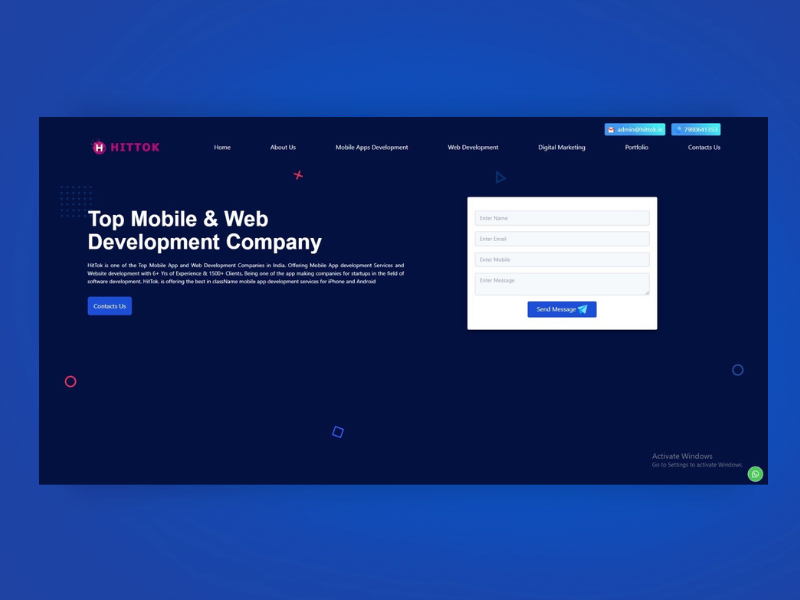 admin@hittok.in
HITTOK
Home
About Us
Mobile Apps Development
Web Development
Digital Marketing
Portfolio
Contacts Us
Top Mobile & Web
Development Company
HitTok is one of the Top Mobile App and Web Development Companies in India. Offering Mobile App development Services and
Website development with 6+ Yrs of Experience & 1500+ Clients. Being one of the app making companies for startups in the field of
software development, HitTok. is offering the best in className mobile app development services for iPhone and Android
Contacts Us
Enter Name
Enter Email
Enter Mobile
Enter Message
Send Message
Activate Windows
Go to Settings to activate Windows.